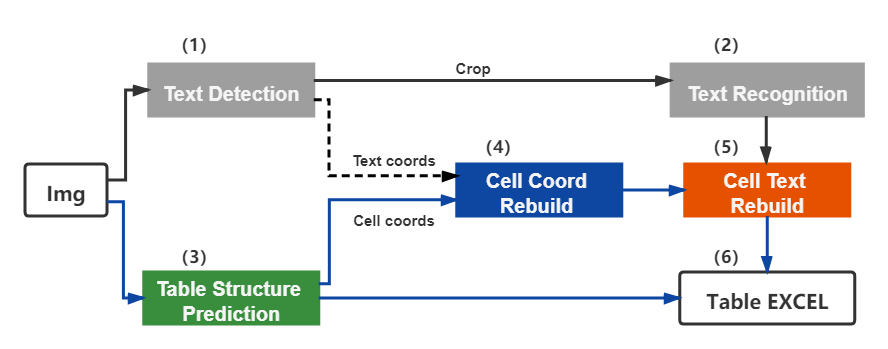 (1)
(2)
Text Detection
Crop
Text Recognition
Text coords
(4)
(5)
Img
Cell Coord
Rebuild
Cell Text
Rebuild
Cell coords
(3)
(6)
Table Structure
Prediction
Table EXCEL